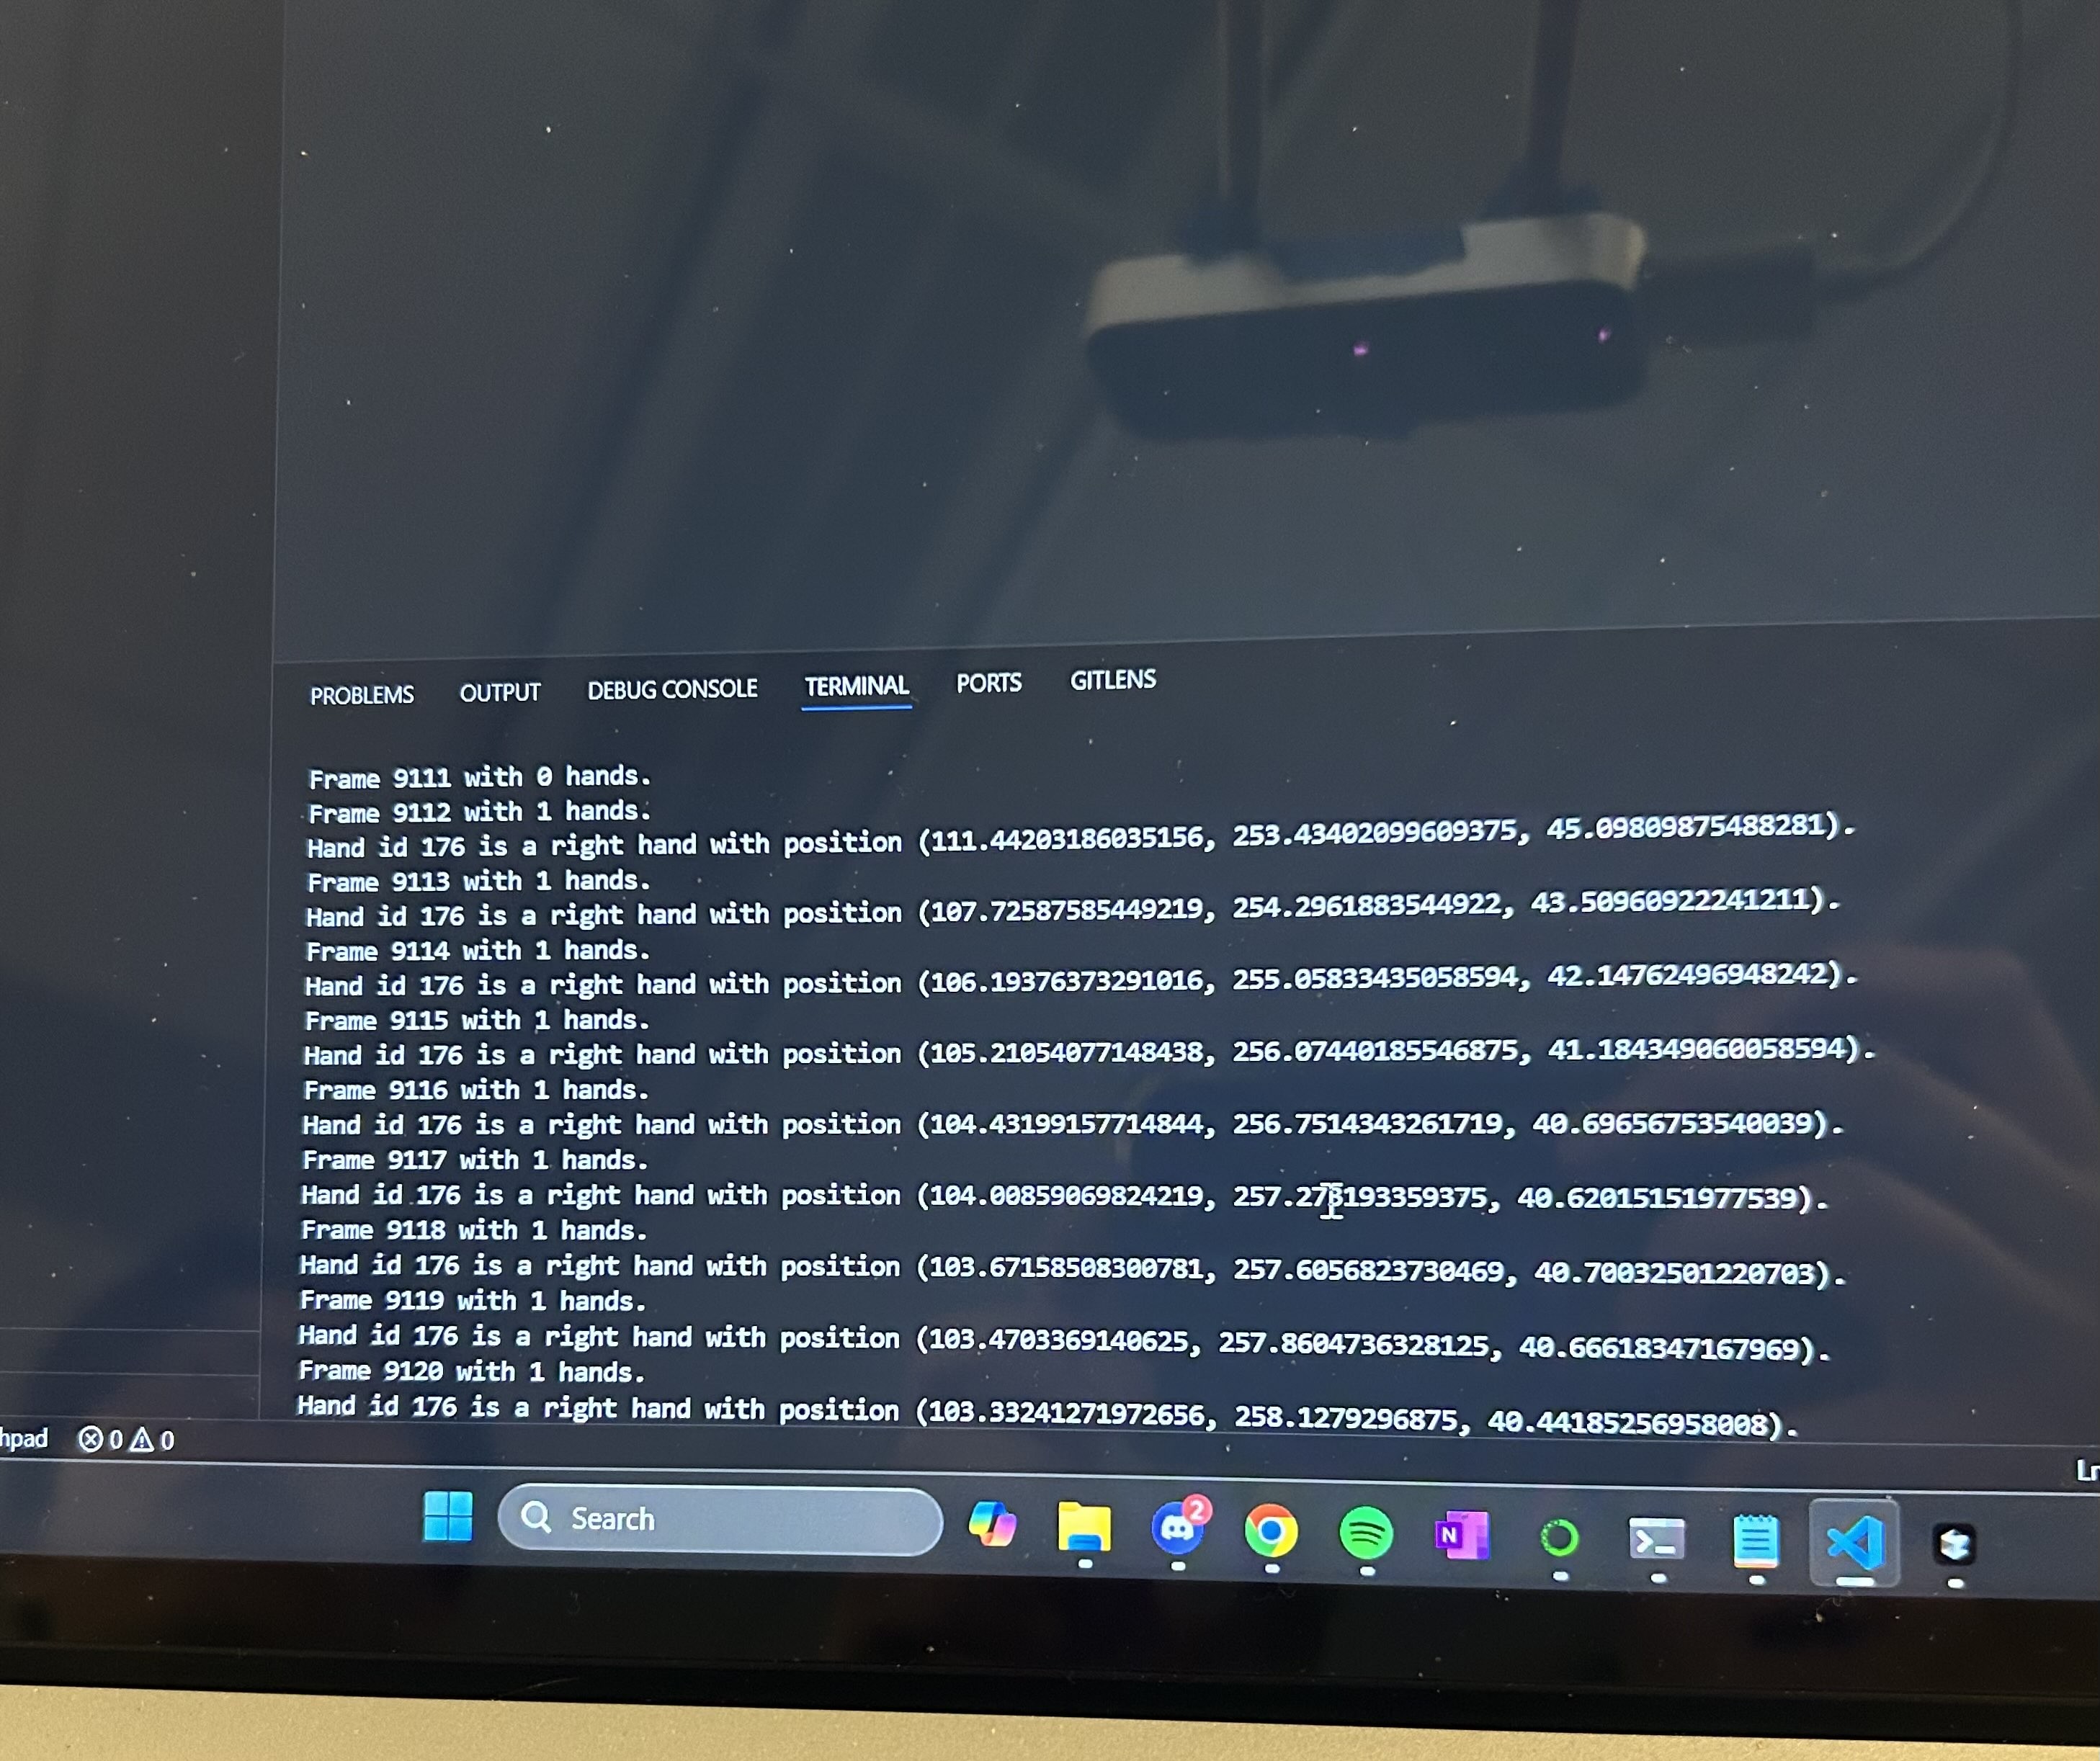 PROBLEMS OUTPUT DEBUG CONSOLE TERMINAL PORTS GITLENS
Frame 9111 with 0 hands.
Frame 9112 with 1 hands.
Hand id 176 is a right hand with position (111.44203186035156, 253.43402099609375, 45.09809875488281).
Frame 9113 with 1 hands.
Hand id 176 is a right hand with position (107.72587585449219, 254.2961883544922, 43.50960922241211).
Frame 9114 with 1 hands.
Hand id 176 is a right hand with position (106.19376373291016, 255.05833435058594, 42.14762496948242).
Frame 9115 with 1 hands.
Hand id 176 is a right hand with position (105.21054077148438, 256.07440185546875, 41.184349060058594).
Frame 9116 with 1 hands.
Hand id 176 is a right hand with position (104.43199157714844, 256.7514343261719, 40.69656753540039).
Frame 9117 with 1 hands.
Hand id 176 is a right hand with position (104.00859069824219, 40.62015151977539).
Frame 9118 with 1 hands.
Hand id 176 is a right hand with position (103.67158508300781, 257.6056823730469, 40.70032501220703).
Frame 9119 with 1 hands.
Hand id 176 is a right hand with position (103.4703369140625, 257.8604736328125, 40.66618347167969).
Frame 9120 with 1 hands.
Hand id 176 is a right hand with position (103.33241271972656, 258.1279296875, 40.44185256958008).
hpad 0 0
Ln
Search
2
N